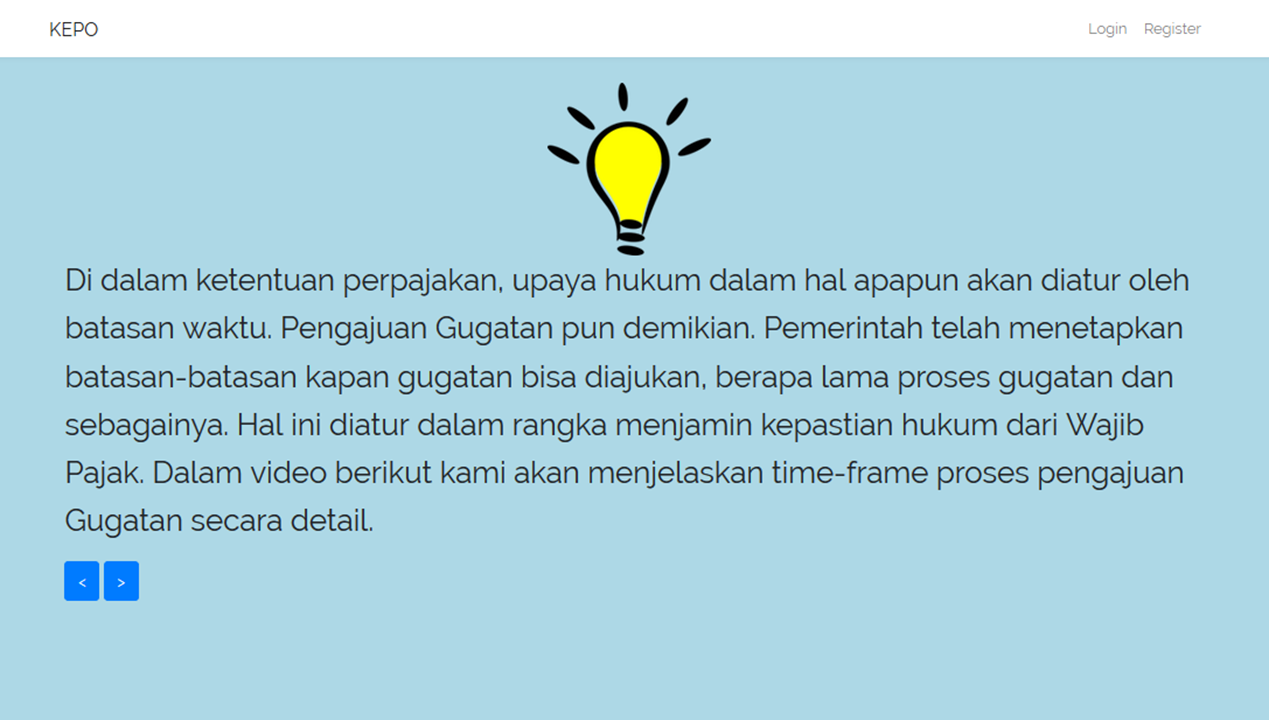 KEPO
Login Register
Di dalam ketentuan perpajakan, upaya hukum dalam hal apapun akan diatur oleh
batasan waktu. Pengajuan Gugatan pun demikian. Pemerintah telah menetapkan
batasan-batasan kapan gugatan bisa diajukan, berapa lama proses gugatan dan
sebagainya. Hal ini diatur dalam rangka menjamin kepastian hukum dari Wajib
Pajak. Dalam video berikut kami akan menjelaskan time-frame proses pengajuan
Gugatan secara detail.
< >